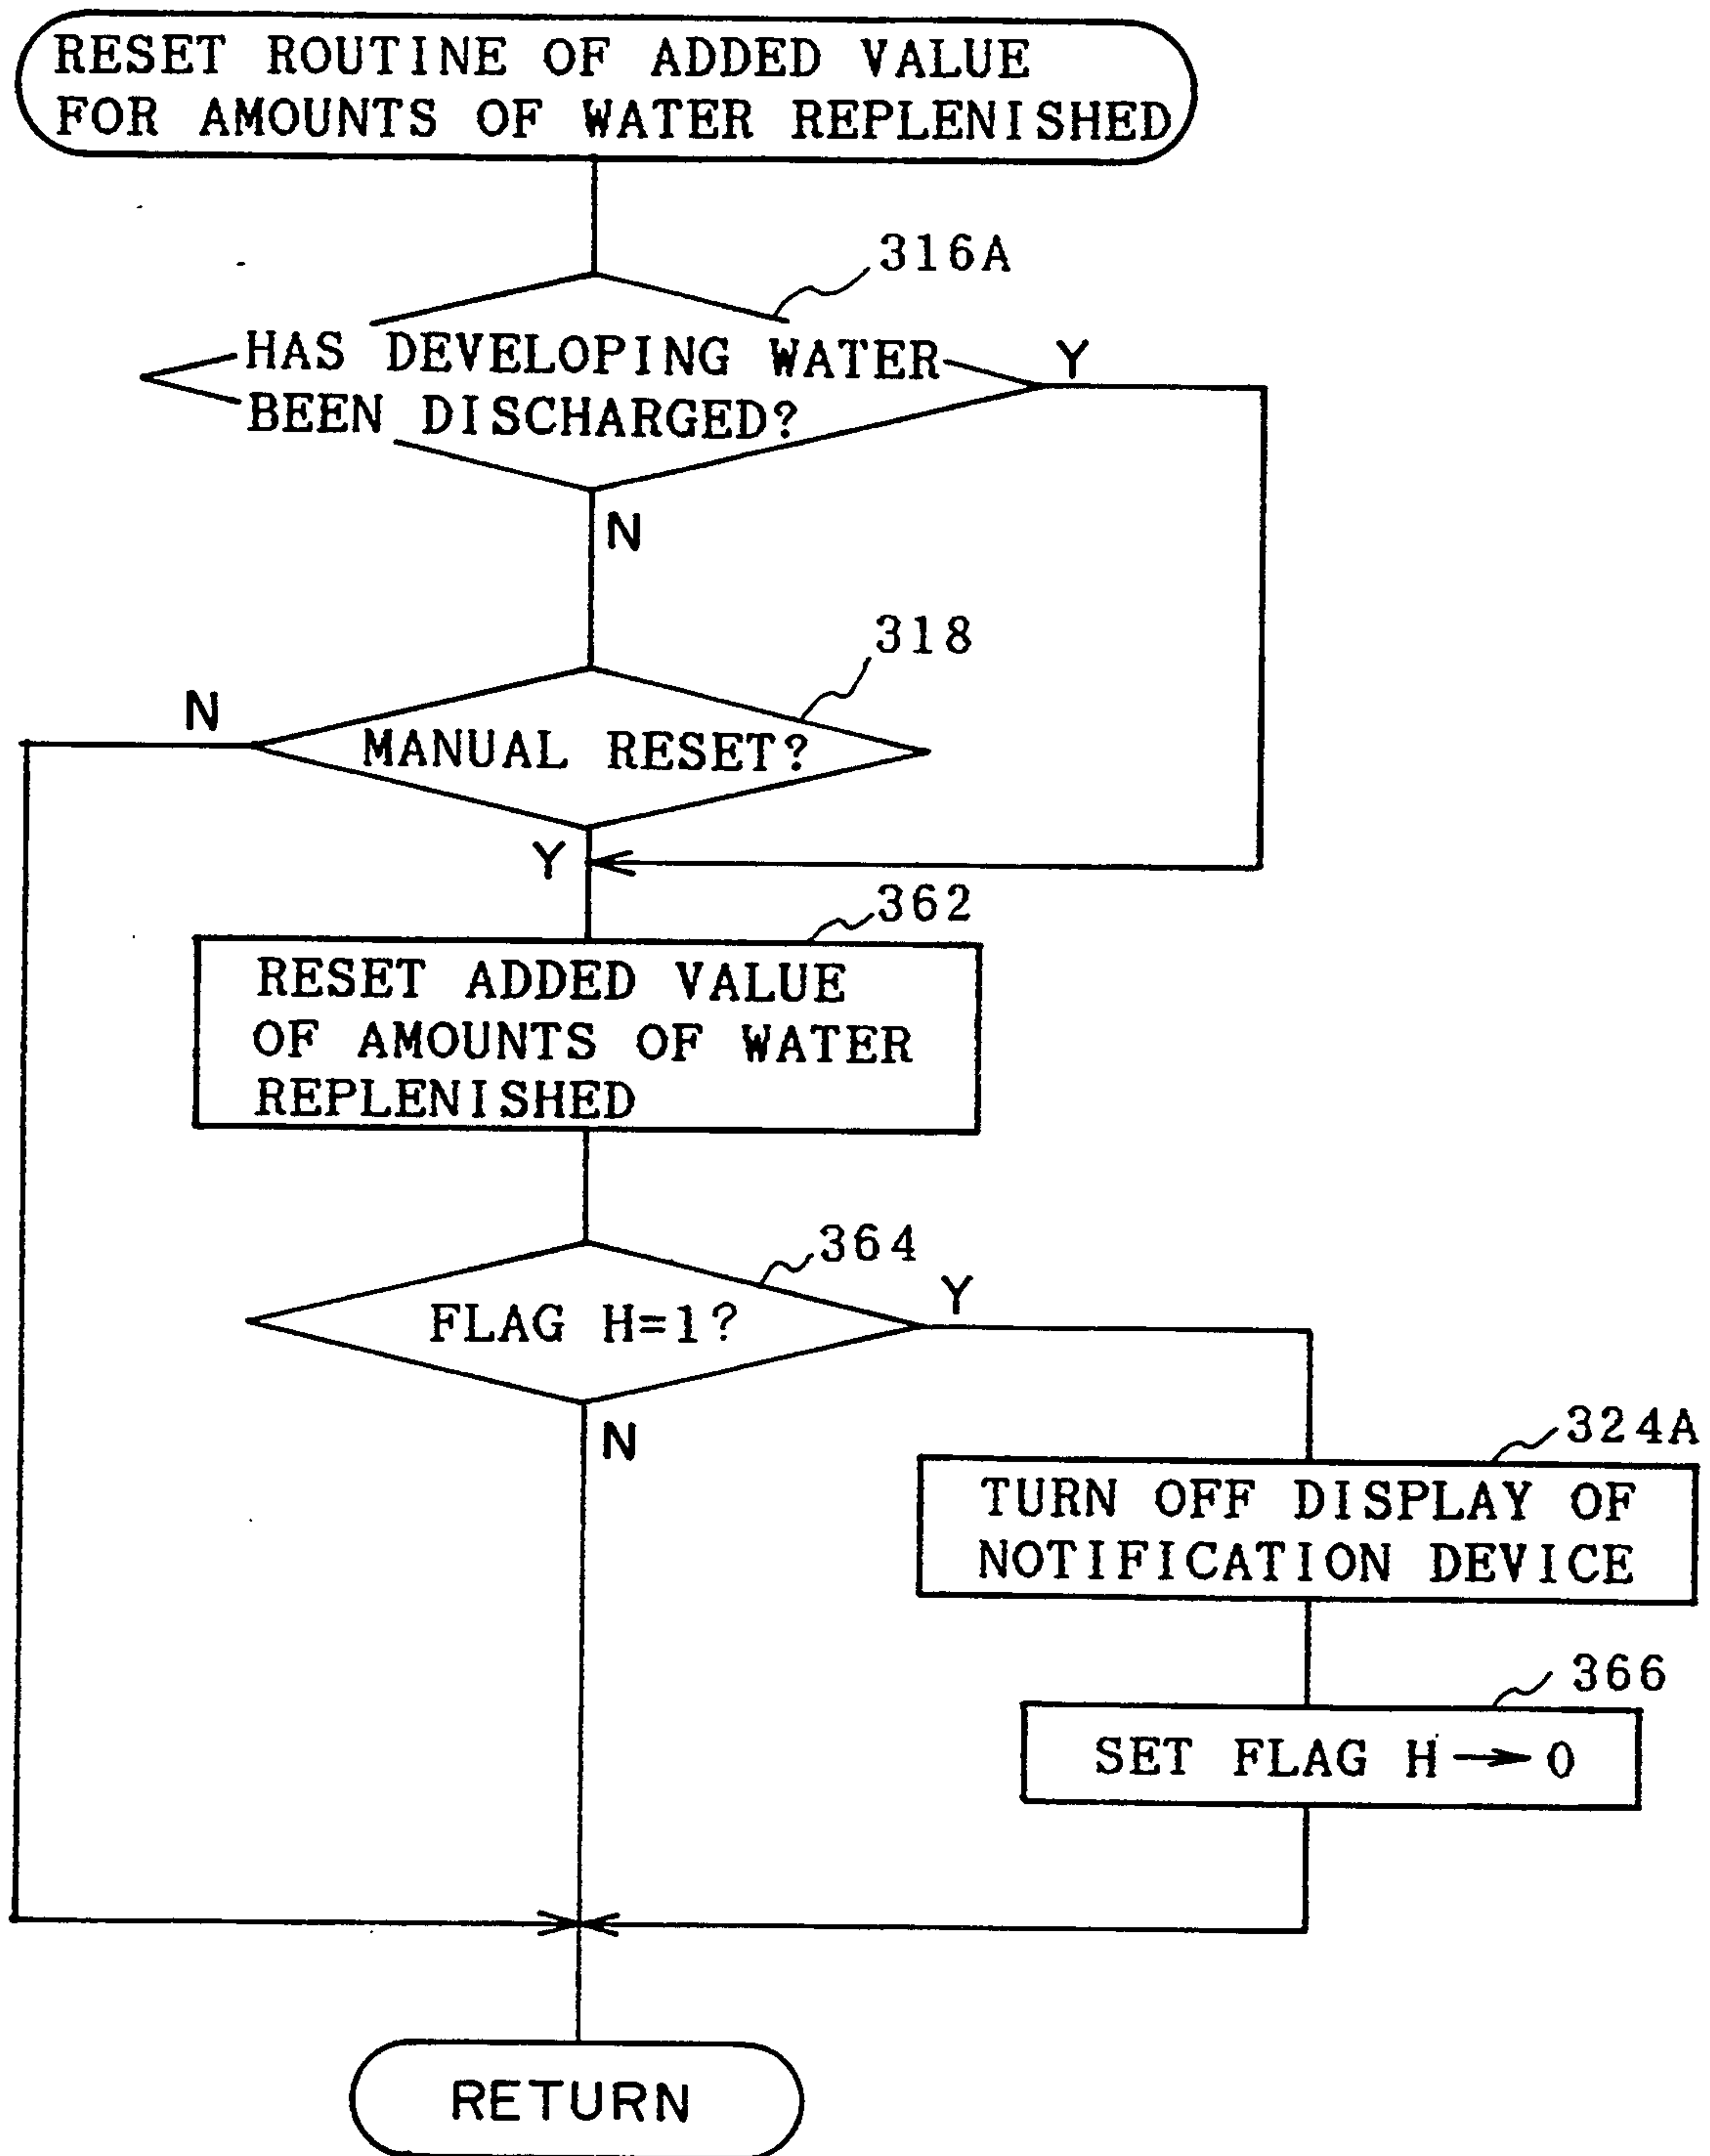 RESET ROUTINE OF ADDED VALUE
FOR AMOUNTS OF WATER REPLENISHED
316A
HAS DEVELOPING WATER
BEEN DISCHARGED?
Y
N
318
N
MANUAL RESET?
Y
362
RESET ADDED VALUE
OF AMOUNTS OF WATER
REPLENISHED
364
Y
FLAG H=1?
N
324A
TURN OFF DISPLAY OF
NOTIFICATION DEVICE
366
SET FLAG H → 0
RETURN